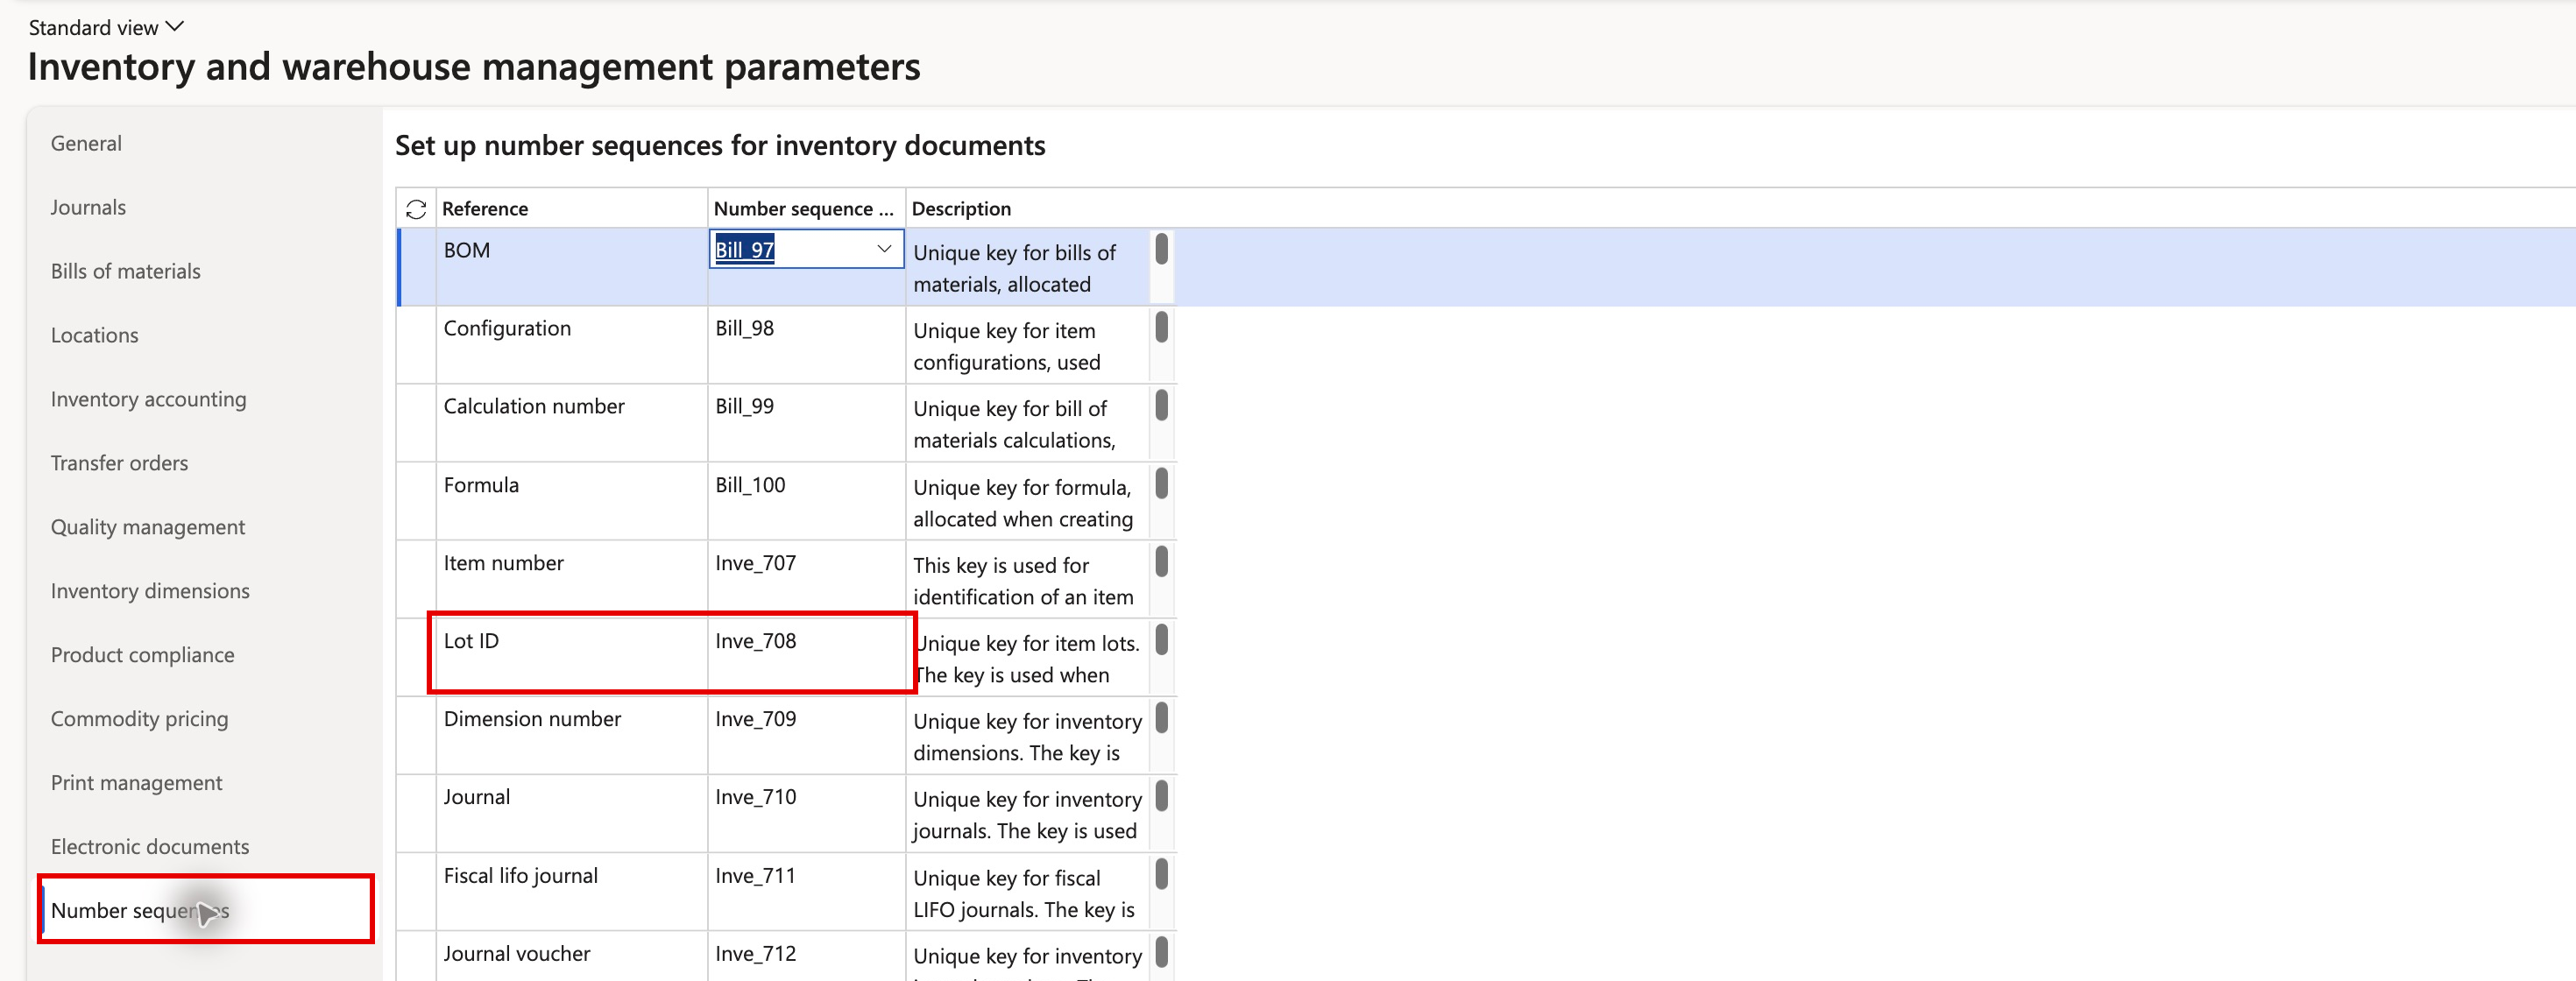 Standard view
Inventory and warehouse management parameters
General
Journals
Bills of materials
Locations
Inventory accounting
Transfer orders
Quality management
Inventory dimensions
Product compliance
Commodity pricing
Print management
Electronic documents
Number sequences
Set up number sequences for inventory documents
Reference Number sequence ... Description
BOM Bill_97 Unique key for bills of
materials, allocated
Configuration Bill_98 Unique key for item
configurations, used
Calculation number Bill_99 Unique key for bill of
materials calculations,
Formula Bill_100 Unique key for formula,
allocated when creating
Item number Inve_707 This key is used for
identification of an item
Lot ID Inve_708 Unique key for item lots.
The key is used when
Dimension number Inve_709 Unique key for inventory
dimensions. The key is
Journal Inve_710 Unique key for inventory
journals. The key is used
Fiscal lifo journal Inve_711 Unique key for fiscal
LIFO journals. The key is
Journal voucher Inve_712 Unique key for inventory